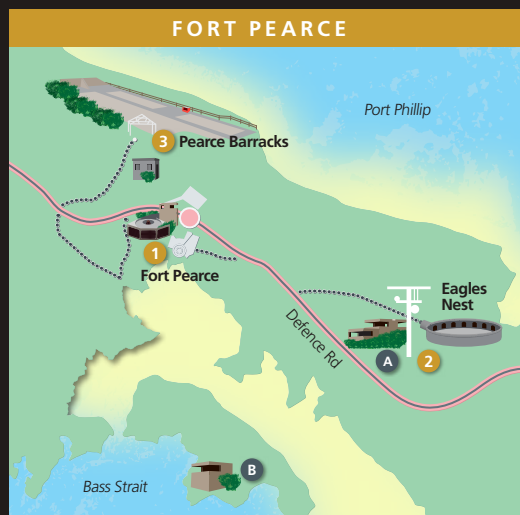 FORT PEARCE
Port Phillip
3 Pearce Barracks
1
Fort Pearce
Eagles
Nest
Defence Rd
A
2
B
Bass Strait